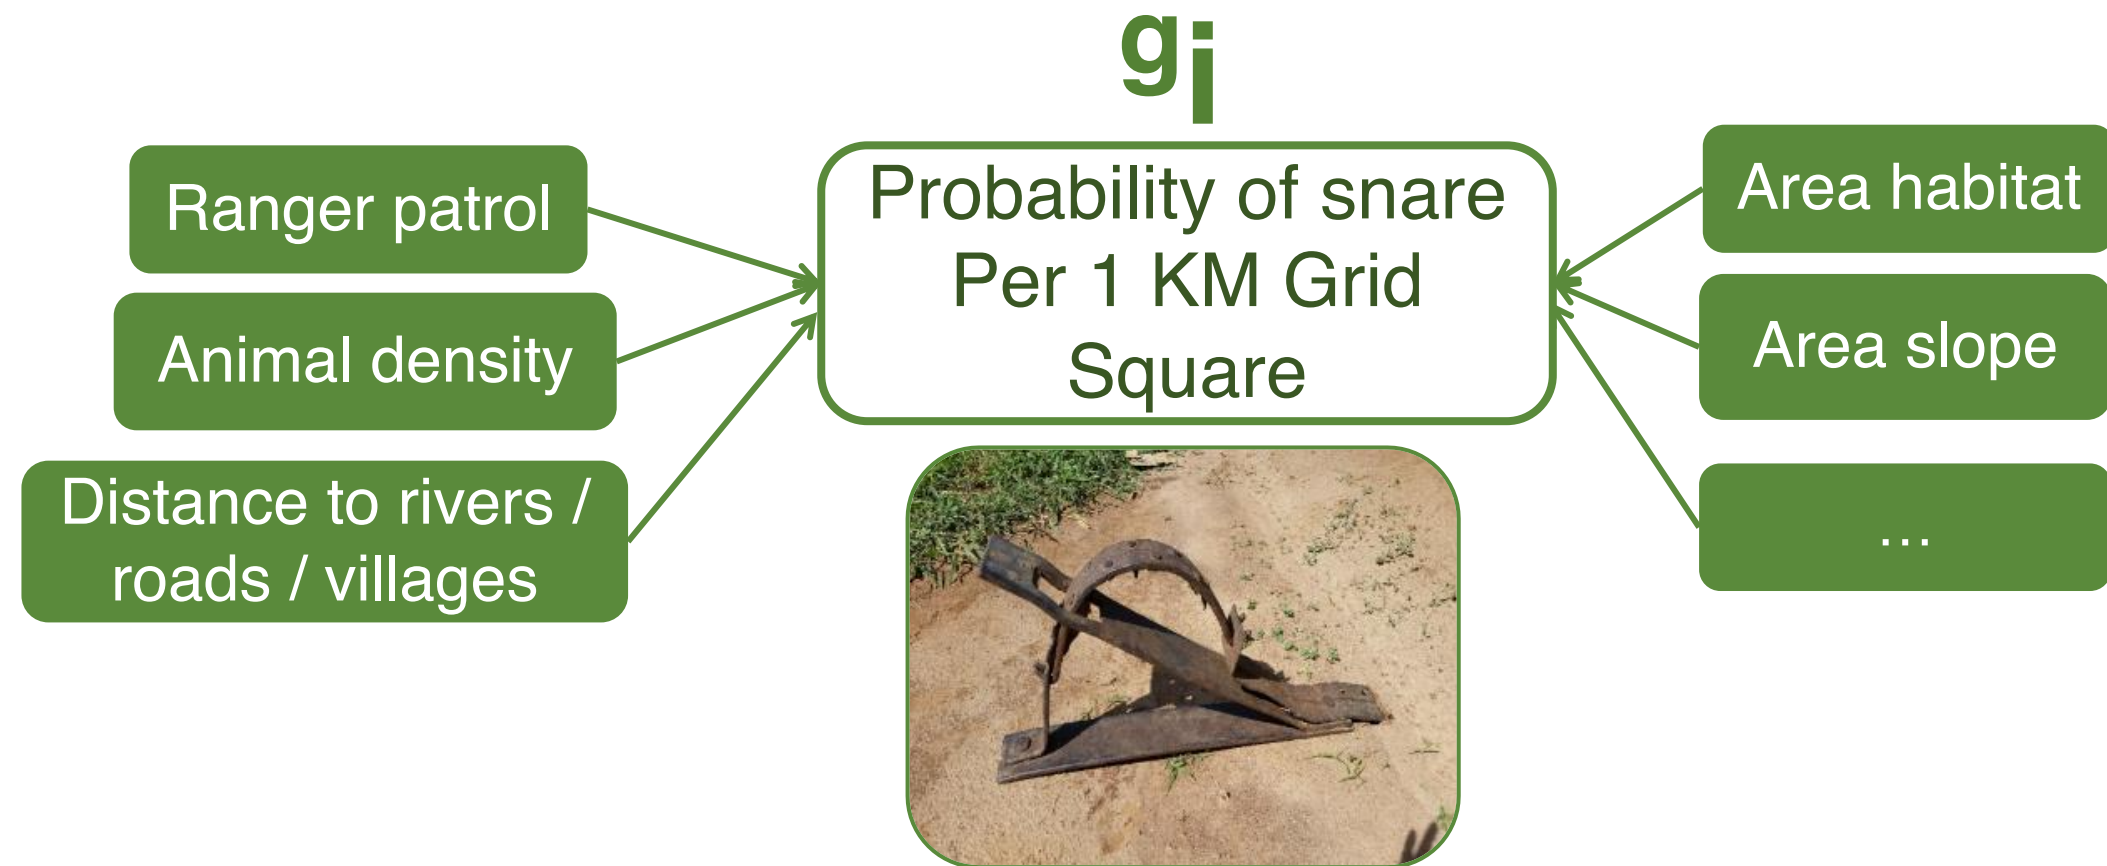 gi
Ranger patrol
Animal density
Distance to rivers /
roads / villages
Probability of snare
Per 1 KM Grid
Square
Area habitat
Area slope
...